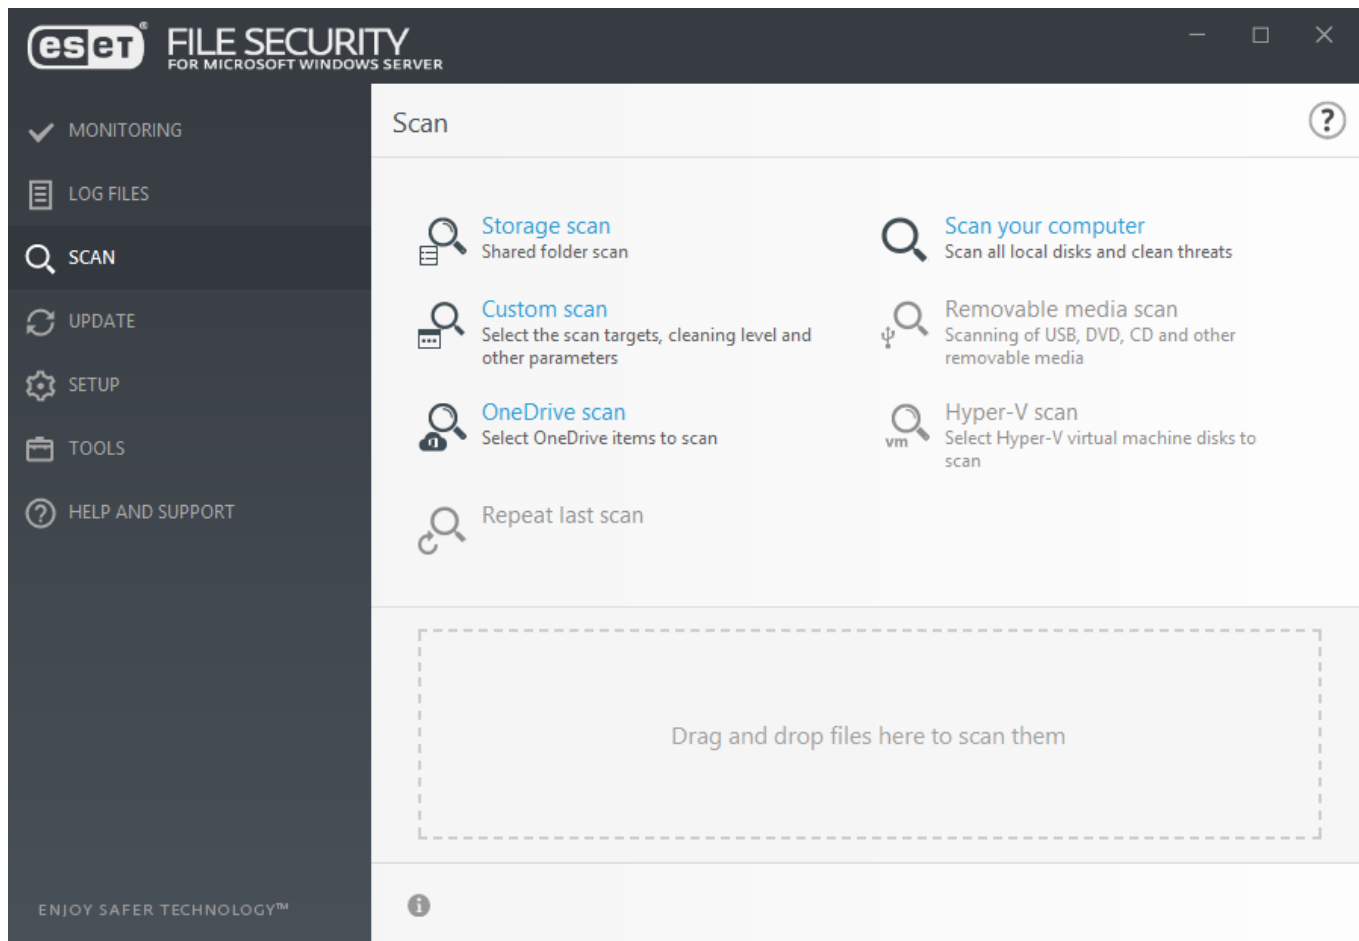 eset® FILE SECURITY
FOR MICROSOFT WINDOWS SERVER
MONITORING
LOG FILES
SCAN
UPDATE
SETUP
TOOLS
HELP AND SUPPORT
ENJOY SAFER TECHNOLOGY™
Scan
?
Storage scan
Shared folder scan
Scan your computer
Scan all local disks and clean threats
Custom scan
Select the scan targets, cleaning level and
other parameters
Removable media scan
Scanning of USB, DVD, CD and other
removable media
OneDrive scan
Select OneDrive items to scan
vm
Hyper-V scan
Select Hyper-V virtual machine disks to
scan
Repeat last scan
Drag and drop files here to scan them